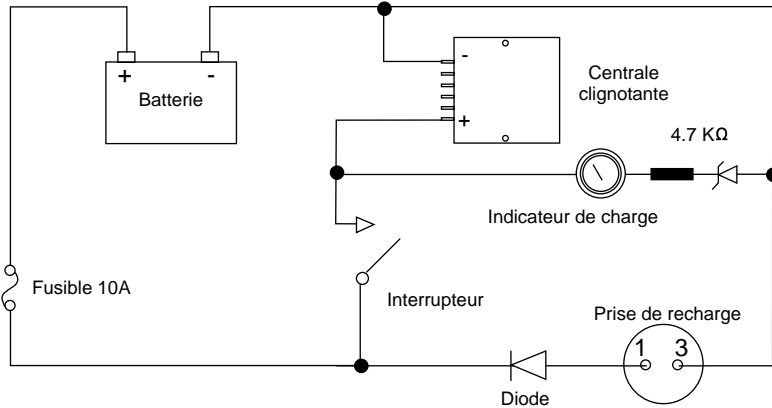 + -
Batterie
-
+
Centrale
clignotante
4.7 KΩ
Indicateur de charge
Fusible 10A
Interrupteur
Prise de recharge
1 3
Diode